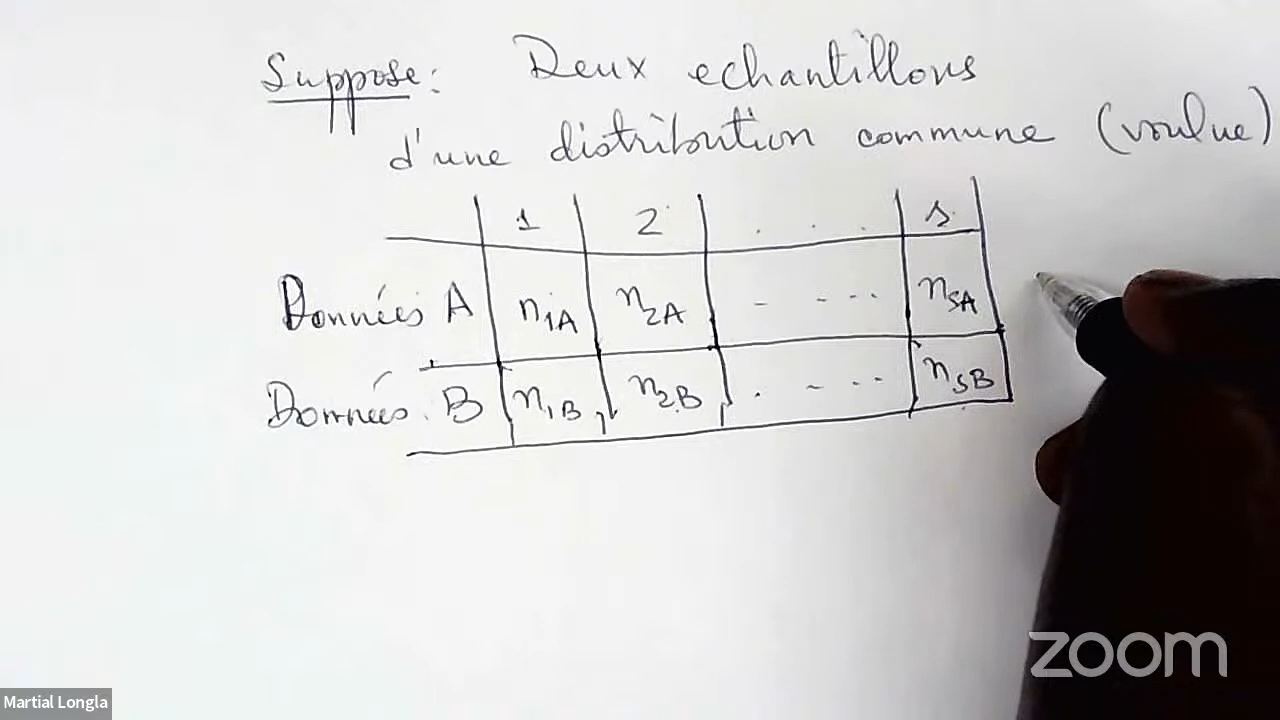 Suppose: Deux echantillons
d'une distribution commune (voulue)
1 2 . . . s
Données A n1A n2A - - ... nsA
Données B n1B n2B . - ... nsB
zoom
Martial Longla